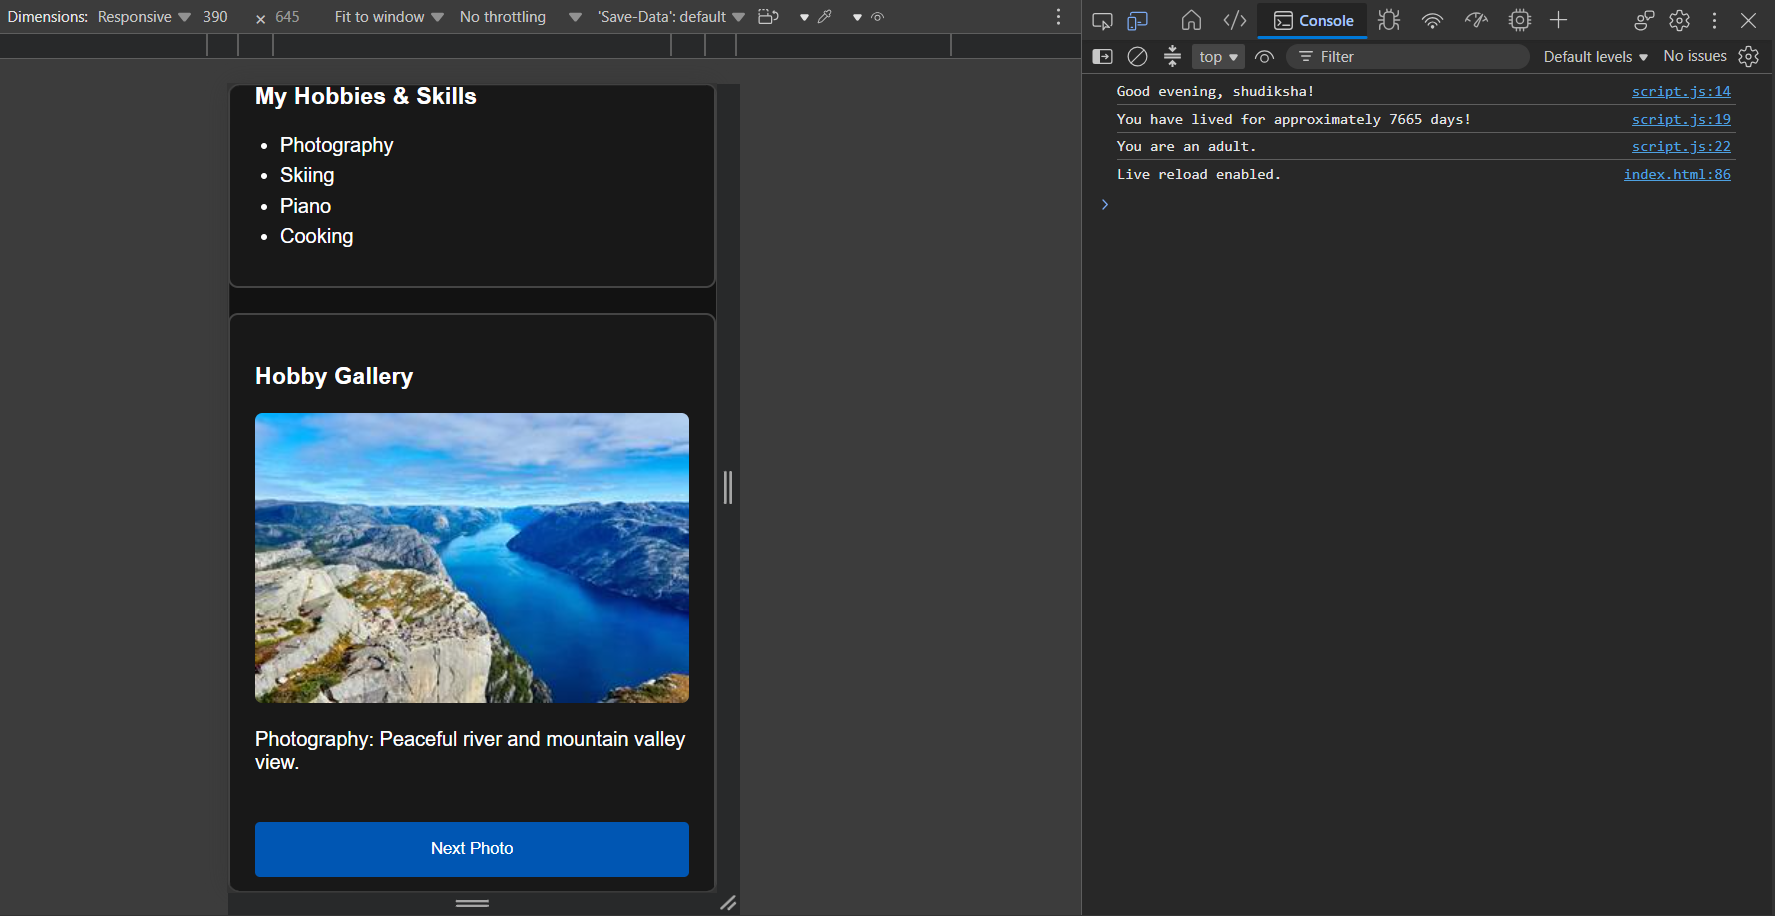 Dimensions: Responsive 390 × 645 Fit to window No throttling 'Save-Data': default
Console
top Filter Default levels No issues
My Hobbies & Skills
• Photography
• Skiing
• Piano
• Cooking
Hobby Gallery
Photography: Peaceful river and mountain valley
view.
Next Photo
Good evening, shudiksha! script.js:14
You have lived for approximately 7665 days! script.js:19
You are an adult. script.js:22
Live reload enabled. index.html:86